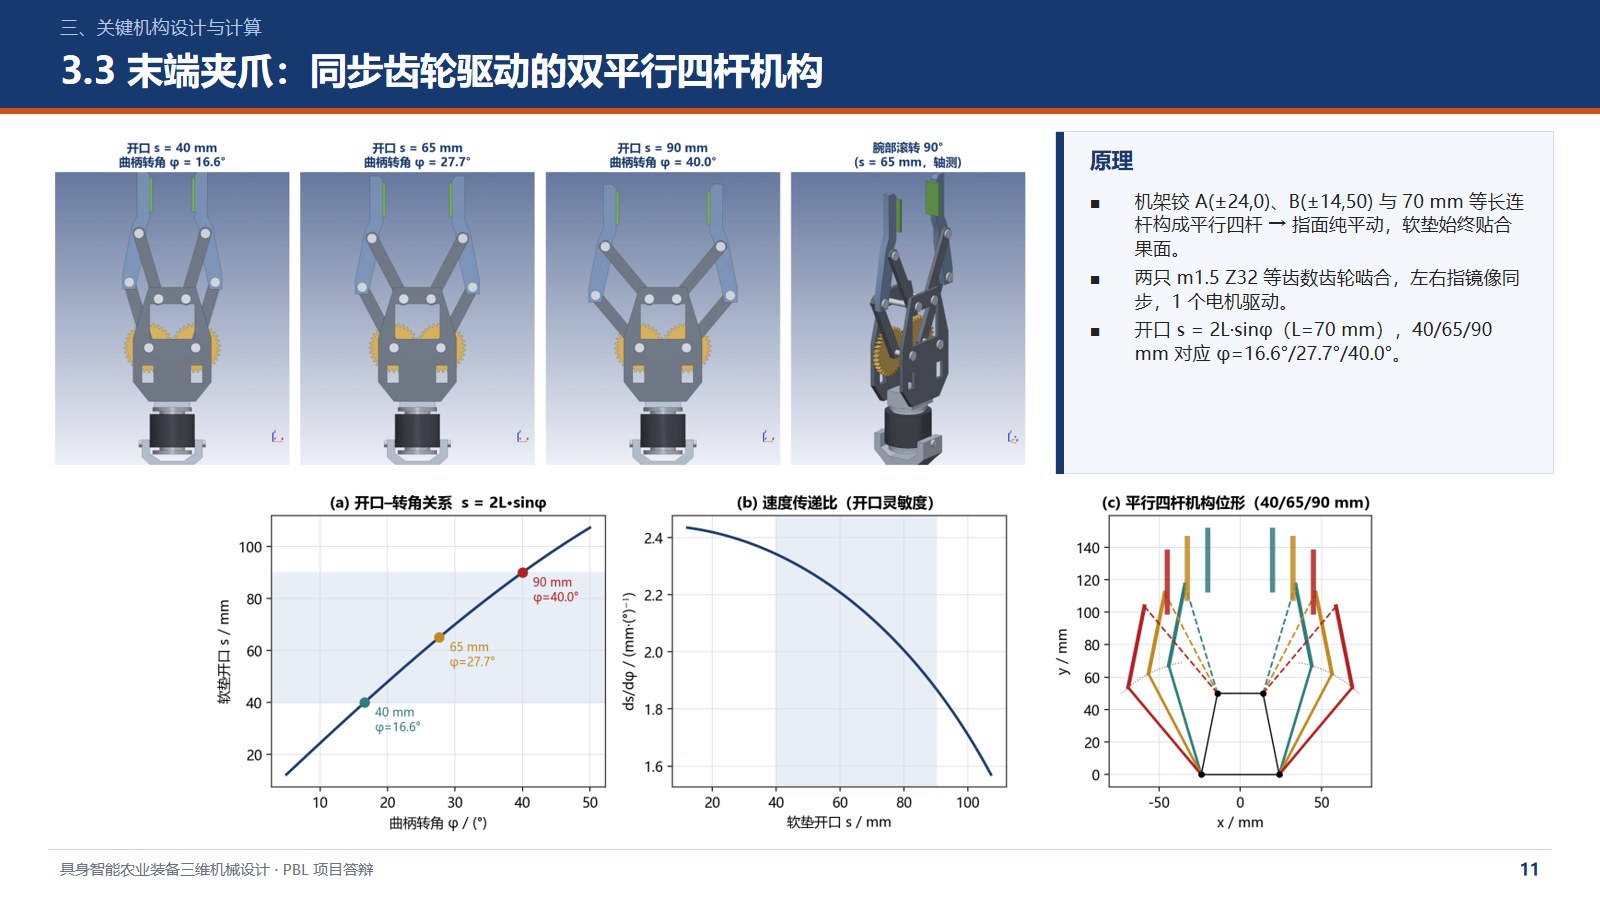 三、关键机构设计与计算
3.3 末端夹爪：同步齿轮驱动的双平行四杆机构
开口 s = 40 mm
曲柄转角 φ = 16.6°
开口 s = 65 mm
曲柄转角 φ = 27.7°
开口 s = 90 mm
曲柄转角 φ = 40.0°
腕部滚转 90°
(s = 65 mm，轴测)
原理
■ 机架铰 A(±24,0)、B(±14,50) 与 70 mm 等长连
杆构成平行四杆 → 指面纯平动，软垫始终贴合
果面。
■ 两只 m1.5 Z32 等齿数齿轮啮合，左右指镜像同
步，1 个电机驱动。
■ 开口 s = 2L·sinφ（L=70 mm），40/65/90
mm 对应 φ=16.6°/27.7°/40.0°。
(a) 开口–转角关系 s = 2L•sinφ
软垫开口 s / mm
100
80
60
40
20
90 mm
φ=40.0°
65 mm
φ=27.7°
40 mm
φ=16.6°
10 20 30 40 50
曲柄转角 φ / (°)
(b) 速度传递比（开口灵敏度）
ds/dφ / (mm·(°)⁻¹)
2.4
2.2
2.0
1.8
1.6
20 40 60 80 100
软垫开口 s / mm
(c) 平行四杆机构位形（40/65/90 mm）
y / mm
140
120
100
80
60
40
20
0
-50 0 50
x / mm
具身智能农业装备三维机械设计 · PBL 项目答辩
11